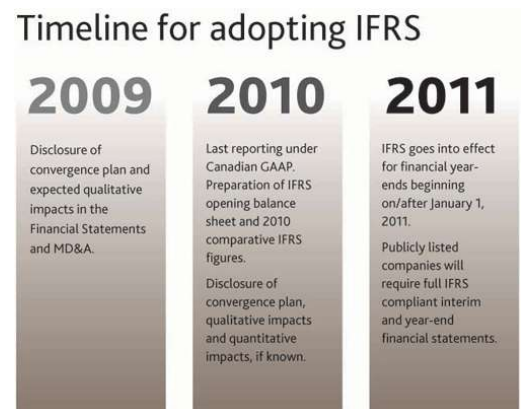 Timeline for adopting IFRS
2009
Disclosure of
convergence plan and
expected qualitative
impacts in the
Financial Statements
and MD&A.
2010
Last reporting under
Canadian GAAP.
Preparation of IFRS
opening balance
sheet and 2010
comparative IFRS
figures.
Disclosure of
convergence plan,
qualitative impacts
and quantitative
impacts, if known.
2011
IFRS goes into effect
for financial year-
ends beginning
on/after January 1,
2011.
Publicly listed
companies will
require full IFRS
compliant interim
and year-end
financial statements.